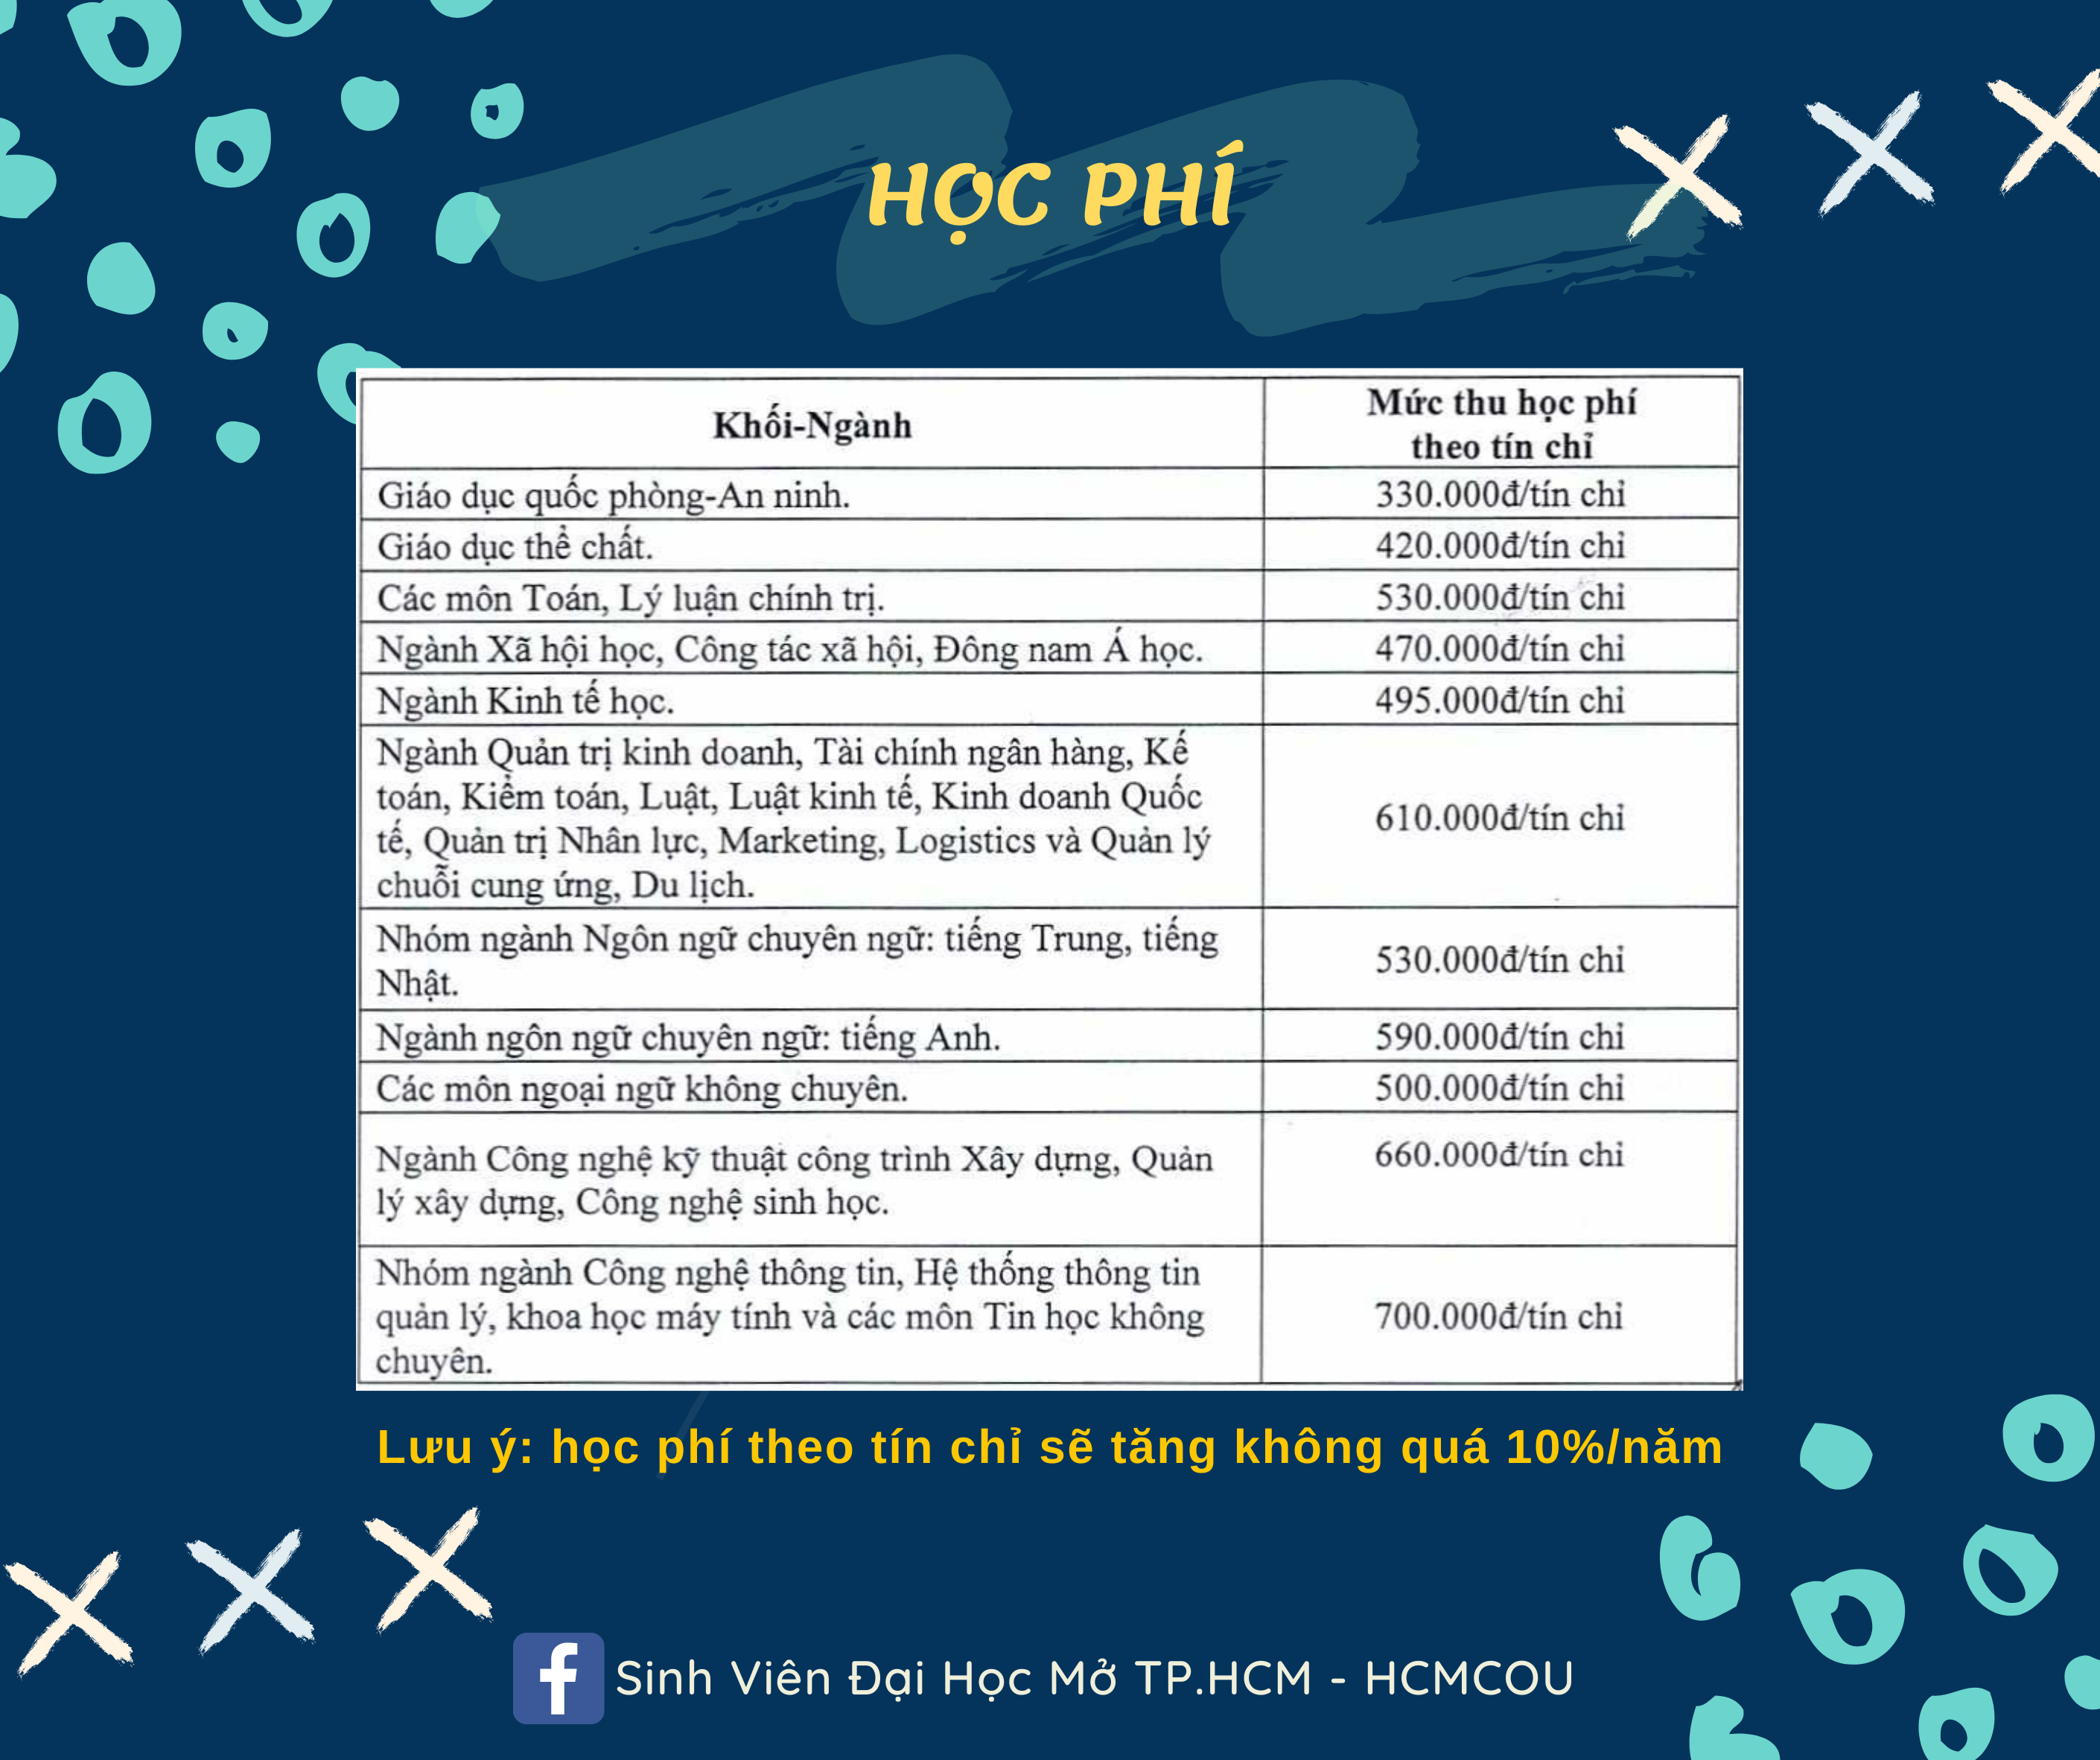 HỌC PHÍ
Khối-Ngành
Mức thu học phí
theo tín chỉ
Giáo dục quốc phòng-An ninh.
330.000đ/tín chỉ
Giáo dục thể chất.
420.000đ/tín chỉ
Các môn Toán, Lý luận chính trị.
530.000đ/tín chỉ
Ngành Xã hội học, Công tác xã hội, Đông nam Á học.
470.000đ/tín chỉ
Ngành Kinh tế học.
495.000đ/tín chỉ
Ngành Quản trị kinh doanh, Tài chính ngân hàng, Kế
toán, Kiểm toán, Luật, Luật kinh tế, Kinh doanh Quốc
tế, Quản trị Nhân lực, Marketing, Logistics và Quản lý
chuỗi cung ứng, Du lịch.
610.000đ/tín chỉ
Nhóm ngành Ngôn ngữ chuyên ngữ: tiếng Trung, tiếng
Nhật.
530.000đ/tín chỉ
Ngành ngôn ngữ chuyên ngữ: tiếng Anh.
590.000đ/tín chỉ
Các môn ngoại ngữ không chuyên.
500.000đ/tín chỉ
Ngành Công nghệ kỹ thuật công trình Xây dựng, Quản
lý xây dựng, Công nghệ sinh học.
660.000đ/tín chỉ
Nhóm ngành Công nghệ thông tin, Hệ thống thông tin
quản lý, khoa học máy tính và các môn Tin học không
chuyên.
700.000đ/tín chỉ
Lưu ý: học phí theo tín chỉ sẽ tăng không quá 10%/năm
Sinh Viên Đại Học Mở TP.HCM - HCMCOU